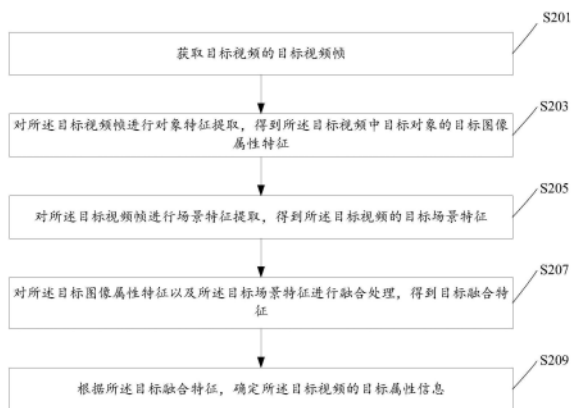 S201
获取目标视频的目标视频帧
S203
对所述目标视频帧进行对象特征提取，得到所述目标视频中目标对象的目标图像
属性特征
S205
对所述目标视频帧进行场景特征提取，得到所述目标视频的目标场景特征
S207
对所述目标图像属性特征以及所述目标场景特征进行融合处理，得到目标融合特
征
S209
根据所述目标融合特征，确定所述目标视频的目标属性信息